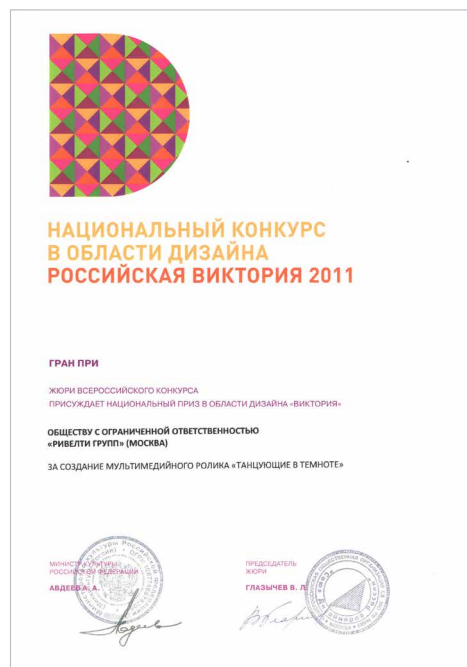 НАЦИОНАЛЬНЫЙ КОНКУРС
В ОБЛАСТИ ДИЗАЙНА
РОССИЙСКАЯ ВИКТОРИЯ 2011
ГРАН ПРИ
ЖЮРИ ВСЕРОССИЙСКОГО КОНКУРСА
ПРИСУЖДАЕТ НАЦИОНАЛЬНЫЙ ПРИЗ В ОБЛАСТИ ДИЗАЙНА «ВИКТОРИЯ»
ОБЩЕСТВУ С ОГРАНИЧЕННОЙ ОТВЕТСТВЕННОСТЬЮ
«РИВЕЛТИ ГРУПП» (МОСКВА)
ЗА СОЗДАНИЕ МУЛЬТИМЕДИЙНОГО РОЛИКА «ТАНЦУЮЩИЕ В ТЕМНОТЕ»
МИНИСТР КУЛЬТУРЫ
РОССИЙСКОЙ ФЕДЕРАЦИИ
АВДЕЕВ А. А.
ПРЕДСЕДАТЕЛЬ
ЖЮРИ
ГЛАЗЫЧЕВ В. Л.